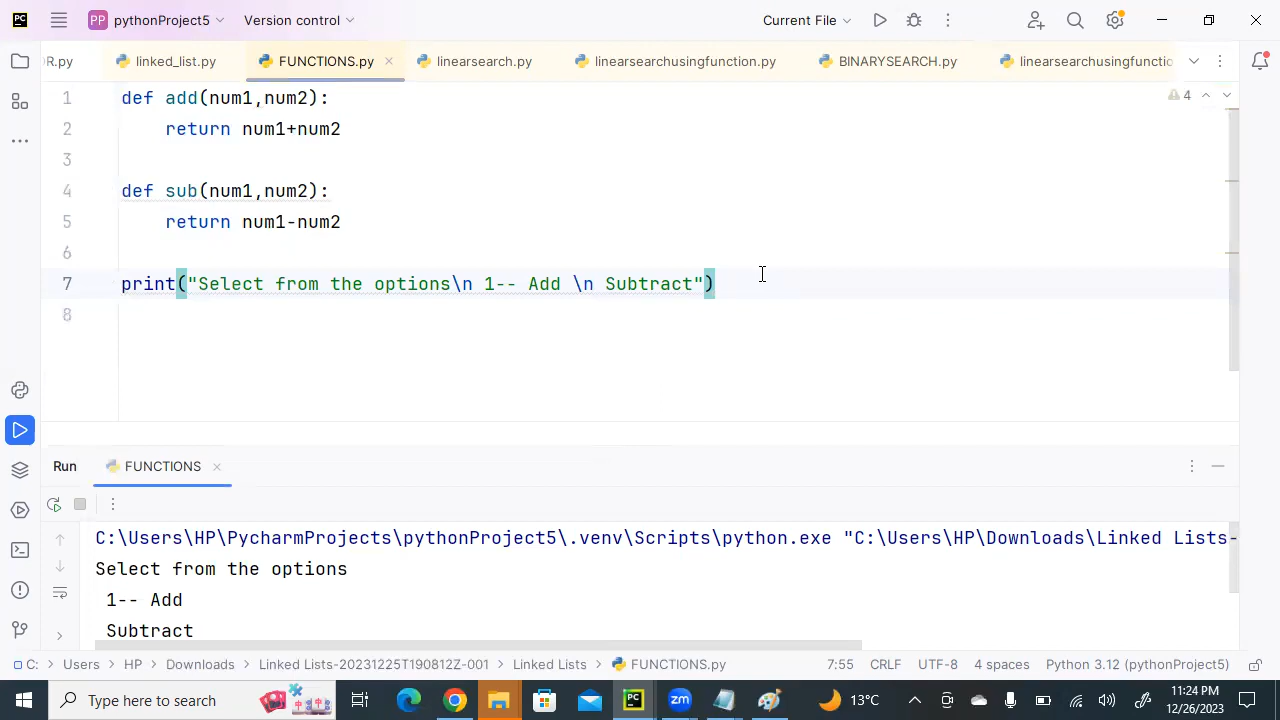 PP pythonProject5 Version control Current File
R.py linked_list.py FUNCTIONS.py linearsearch.py linearsearchusingfunction.py BINARYSEARCH.py linearsearchusingfunctio
1 def add(num1,num2): 4
2 return num1+num2
3
4 def sub(num1,num2):
5 return num1-num2
6
7 print("Select from the options\n 1-- Add \n Subtract")
8
Run FUNCTIONS
C:\Users\HP\PycharmProjects\pythonProject5\.venv\Scripts\python.exe "C:\Users\HP\Downloads\Linked Lists-
Select from the options
1-- Add
Subtract
C: > Users > HP > Downloads > Linked Lists-20231225T190812Z-001 > Linked Lists > FUNCTIONS.py 7:55 CRLF UTF-8 4 spaces Python 3.12 (pythonProject5)
Type here to search PC zm 13°C 11:24 PM
12/26/2023